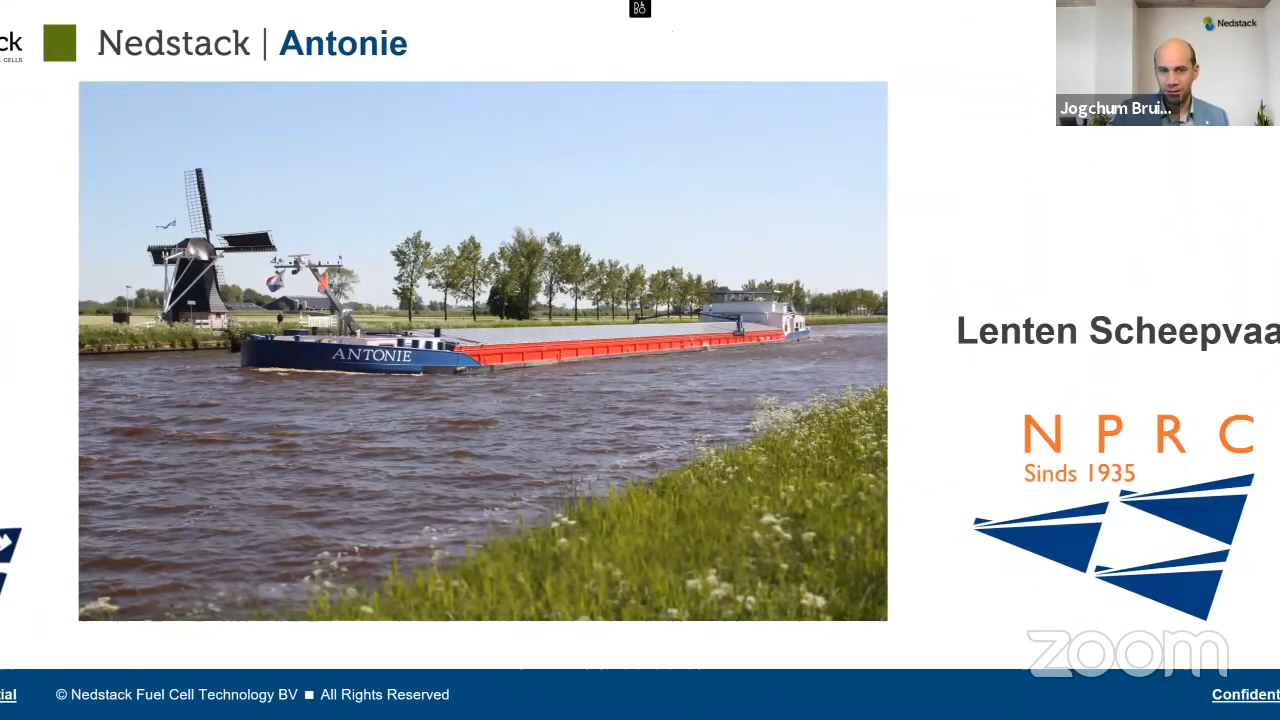 ck
CELLS
Nedstack | Antonie
B
&O
Nedstack
Jogchum Brui...
ANTONIE
Lenten Scheepvaa
N P R C
Sinds 1935
zoom
ial
© Nedstack Fuel Cell Technology BV ■ All Rights Reserved
Confident